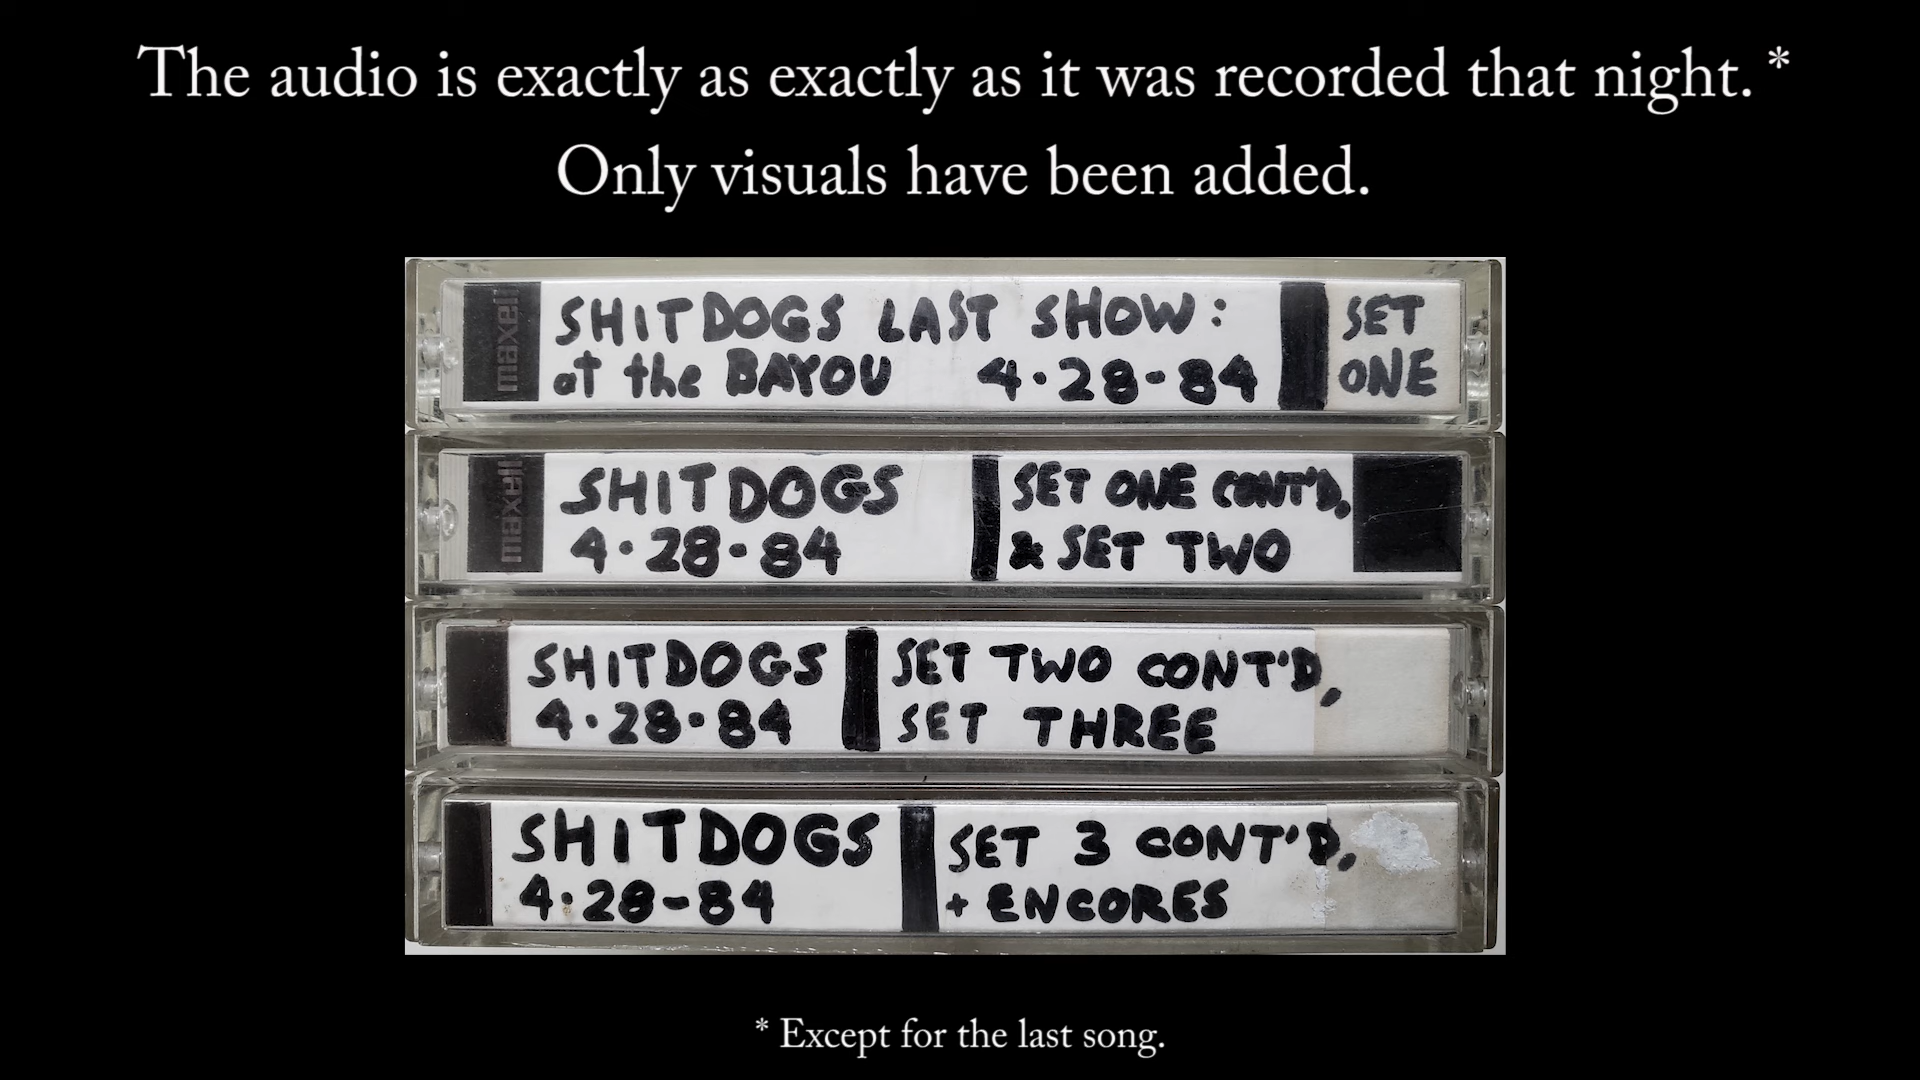 The audio is exactly as exactly as it was recorded that night. *
Only visuals have been added.
maxell
SHITDOGS LAST SHOW:
at the BAYOU 4·28-84
SET
ONE
maxell
SHITDOGS
4·28-84
SET ONE CONT'D,
& SET TWO
SHITDOGS
4·28·84
SET TWO CONT'D,
SET THREE
SHITDOGS
4·28-84
SET 3 CONT'D,
+ ENCORES
* Except for the last song.